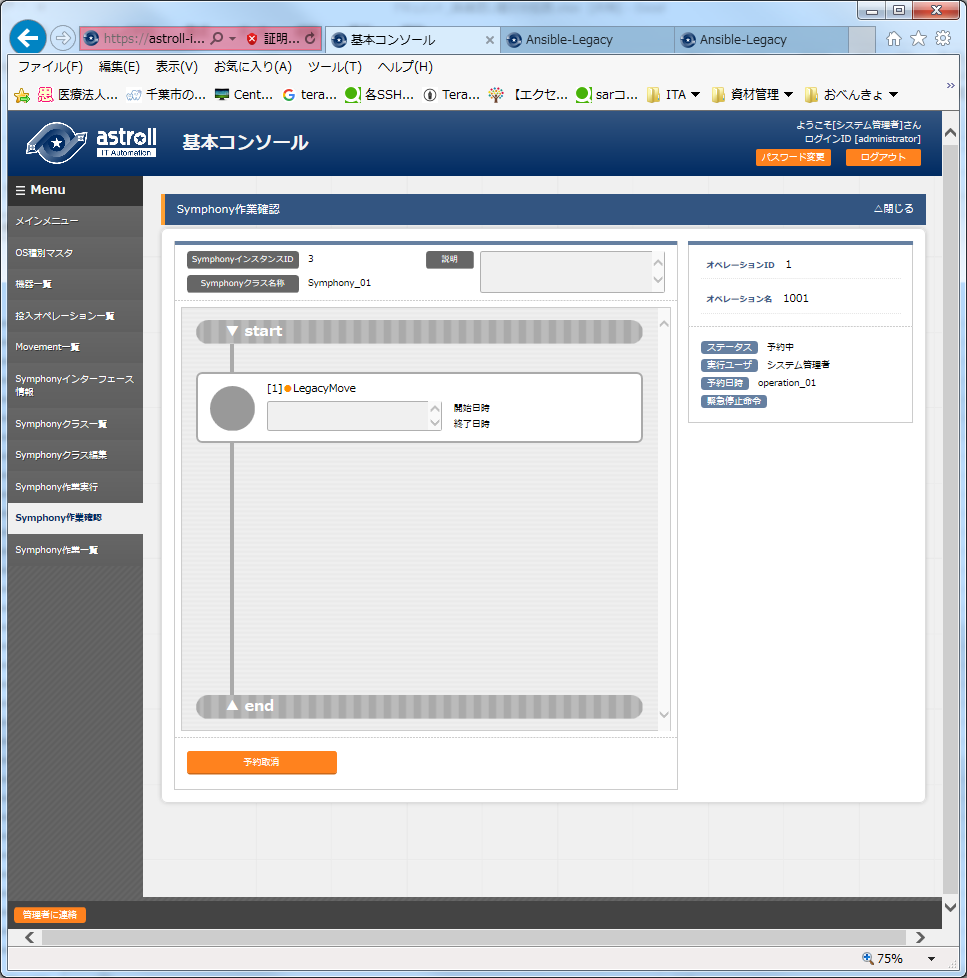 https://astroll-i... 証明...
基本コンソール
Ansible-Legacy
Ansible-Legacy
ファイル(F) 編集(E) 表示(V) お気に入り(A) ツール(T) ヘルプ(H)
医療法人... 千葉市の... Cent... tera... 各SSH... Tera... 【エクセ... sarコ... ITA 資材管理 おべんきょ
astroll
IT Automation
基本コンソール
ようこそ[システム管理者]さん
ログインID [administrator]
パスワード変更 ログアウト
Menu
メインメニュー
OS種別マスタ
機器一覧
投入オペレーション一覧
Movement一覧
Symphonyインターフェース
情報
Symphonyクラス一覧
Symphonyクラス編集
Symphony作業実行
Symphony作業確認
Symphony作業一覧
Symphony作業確認
△閉じる
SymphonyインスタンスID 3
説明
Symphonyクラス名称 Symphony_01
▼ start
[1]●LegacyMove
開始日時
終了日時
▲ end
予約取消
オペレーションID 1
オペレーション名 1001
ステータス 予約中
実行ユーザ システム管理者
予約日時 operation_01
緊急停止命令
管理者に連絡
75%